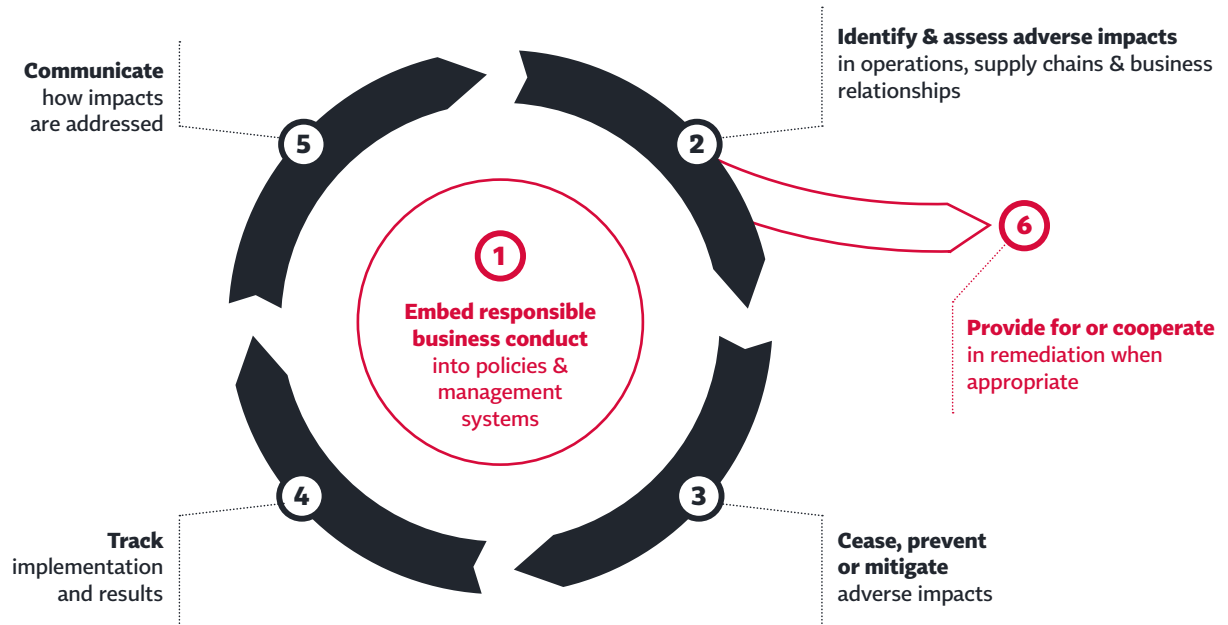 1
Embed responsible
business conduct
into policies &
management
systems
2
Identify & assess adverse impacts
in operations, supply chains & business
relationships
3
Cease, prevent
or mitigate
adverse impacts
4
Track
implementation
and results
5
Communicate
how impacts
are addressed
6
Provide for or cooperate
in remediation when
appropriate